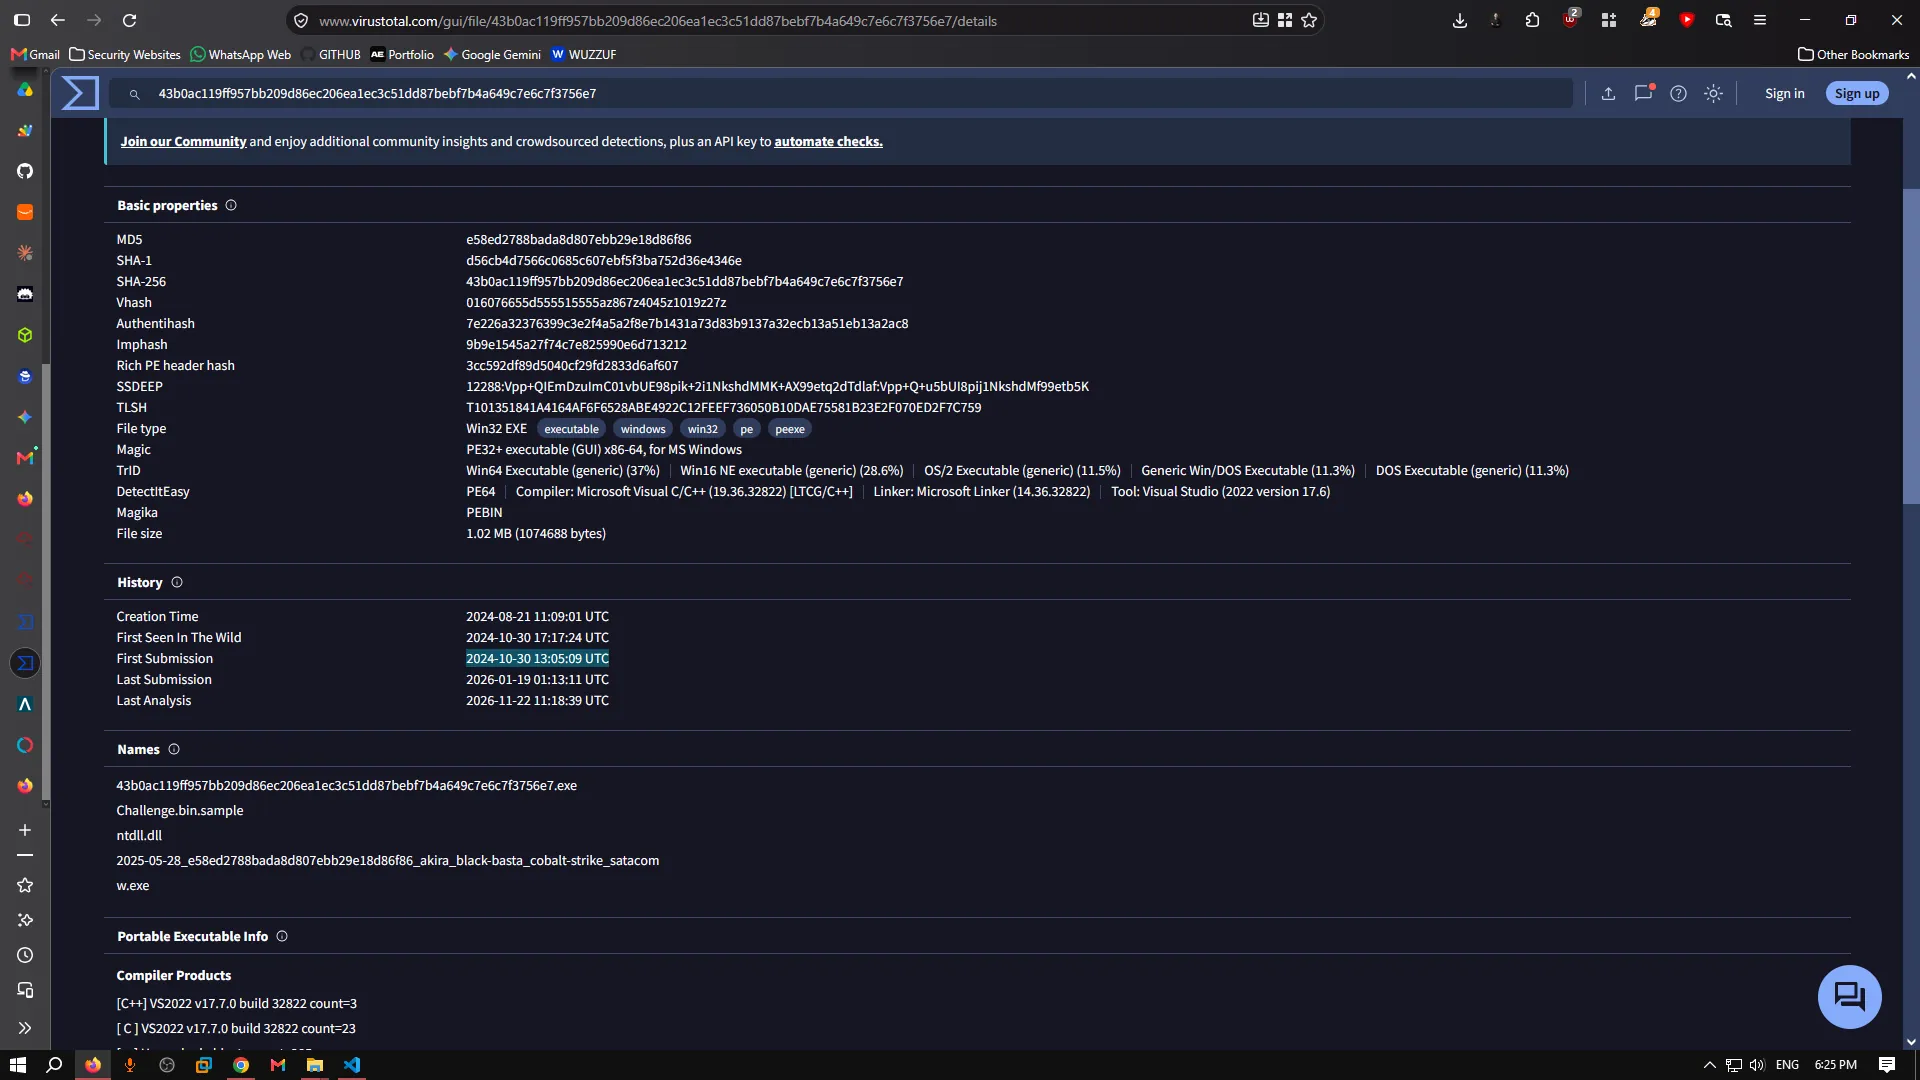 www.virustotal.com/gui/file/43b0ac119ff957bb209d86ec206ea1ec3c51dd87bebf7b4a649c7e6c7f3756e7/details
2
4
Gmail Security Websites WhatsApp Web GITHUB AE Portfolio Google Gemini W WUZZUF Other Bookmarks
43b0ac119ff957bb209d86ec206ea1ec3c51dd87bebf7b4a649c7e6c7f3756e7
Sign in Sign up
Join our Community and enjoy additional community insights and crowdsourced detections, plus an API key to automate checks.
Basic properties
MD5 e58ed2788bada8d807ebb29e18d86f86
SHA-1 d56cb4d7566c0685c607ebf5f3ba752d36e4346e
SHA-256 43b0ac119ff957bb209d86ec206ea1ec3c51dd87bebf7b4a649c7e6c7f3756e7
Vhash 016076655d555515555az867z4045z1019z27z
Authentihash 7e226a32376399c3e2f4a5a2f8e7b1431a73d83b9137a32ecb13a51eb13a2ac8
Imphash 9b9e1545a27f74c7e825990e6d713212
Rich PE header hash 3cc592df89d5040cf29fd2833d6af607
SSDEEP 12288:Vpp+QIEmDzuImC01vbUE98pik+2i1NkshdMMK+AX99etq2dTdlaf:Vpp+Q+u5bUI8pij1NkshdMf99etb5K
TLSH T101351841A4164AF6F6528ABE4922C12FEEF736050B10DAE75581B23E2F070ED2F7C759
File type Win32 EXE executable windows win32 pe peexe
Magic PE32+ executable (GUI) x86-64, for MS Windows
TrID Win64 Executable (generic) (37%) Win16 NE executable (generic) (28.6%) OS/2 Executable (generic) (11.5%) Generic Win/DOS Executable (11.3%) DOS Executable (generic) (11.3%)
DetectItEasy PE64 Compiler: Microsoft Visual C/C++ (19.36.32822) [LTCG/C++] Linker: Microsoft Linker (14.36.32822) Tool: Visual Studio (2022 version 17.6)
Magika PEBIN
File size 1.02 MB (1074688 bytes)
History
Creation Time 2024-08-21 11:09:01 UTC
First Seen In The Wild 2024-10-30 17:17:24 UTC
First Submission 2024-10-30 13:05:09 UTC
Last Submission 2026-01-19 01:13:11 UTC
Last Analysis 2026-11-22 11:18:39 UTC
Names
43b0ac119ff957bb209d86ec206ea1ec3c51dd87bebf7b4a649c7e6c7f3756e7.exe
Challenge.bin.sample
ntdll.dll
2025-05-28_e58ed2788bada8d807ebb29e18d86f86_akira_black-basta_cobalt-strike_satacom
w.exe
Portable Executable Info
Compiler Products
[C++] VS2022 v17.7.0 build 32822 count=3
[ C ] VS2022 v17.7.0 build 32822 count=23
ENG 6:25 PM